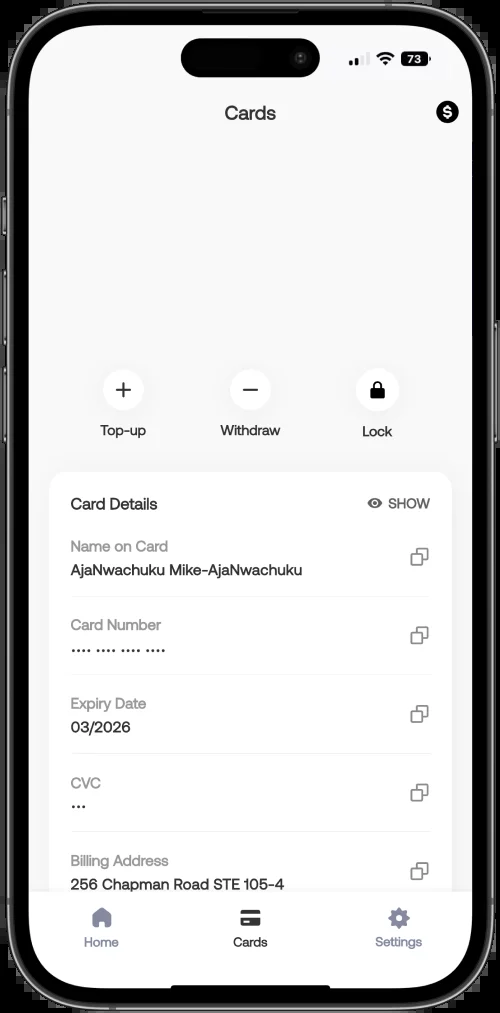 73
Cards
$
Top-up
Withdraw
Lock
Card Details
SHOW
Name on Card
AjaNwachuku Mike-AjaNwachuku
Card Number
•••• •••• •••• ••••
Expiry Date
03/2026
CVC
•••
Billing Address
256 Chapman Road STE 105-4
Home
Cards
Settings